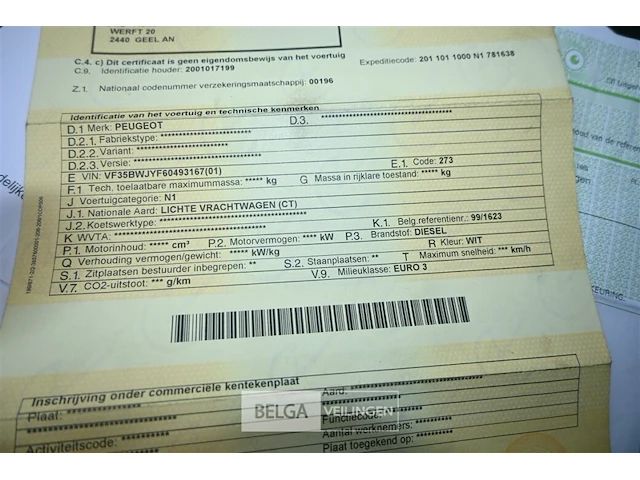 WERFT 20
2440 GEEL AN
C.4. c) Dit certificaat is geen eigendomsbewijs van het voertuig
C.9. Identificatie houder: 2001017199
Expeditiecode: 201 101 1000 N1 781638
Z.1. Nationaal codenummer verzekeringsmaatschappij: 00196
Identificatie van het voertuig en technische kenmerken
D.1 Merk: PEUGEOT
D.3. **************************
D.2.1. Fabriekstype: **********************
D.2.2. Variant: **************************
D.2.3. Versie: **************************
E VIN: VF35BWJYF60493167(01)
E.1. Code: 273
F.1 Tech. toelaatbare maximummassa: ***** kg G Massa in rijklare toestand: ***** kg
J Voertuigcategorie: N1
J.1. Nationale Aard: LICHTE VRACHTWAGEN (CT)
J.2. Koetswerktype: **************************
K WVTA: **************************
K.1. Belg.referentienr.: 99/1623
P.1. Motorinhoud: ***** cm³ P.2. Motorvermogen: **** kW P.3. Brandstof: DIESEL
Q Verhouding vermogen/gewicht: ***** kW/kg
R Kleur: WIT
S.1. Zitplaatsen bestuurder inbegrepen: ** S.2. Staanplaatsen: ** T Maximum snelheid: *** km/h
V.7. CO2-uitstoot: *** g/km
V.9. Milieuklasse: EURO 3
Inschrijving onder commerciële kentekenplaat
Plaat: **************
Aard: **************
Functiecode:
Activiteitscode: **********
Aantal werknemers: **********
Plaat toegekend op: **********
BELGA VEILINGEN
KEURING